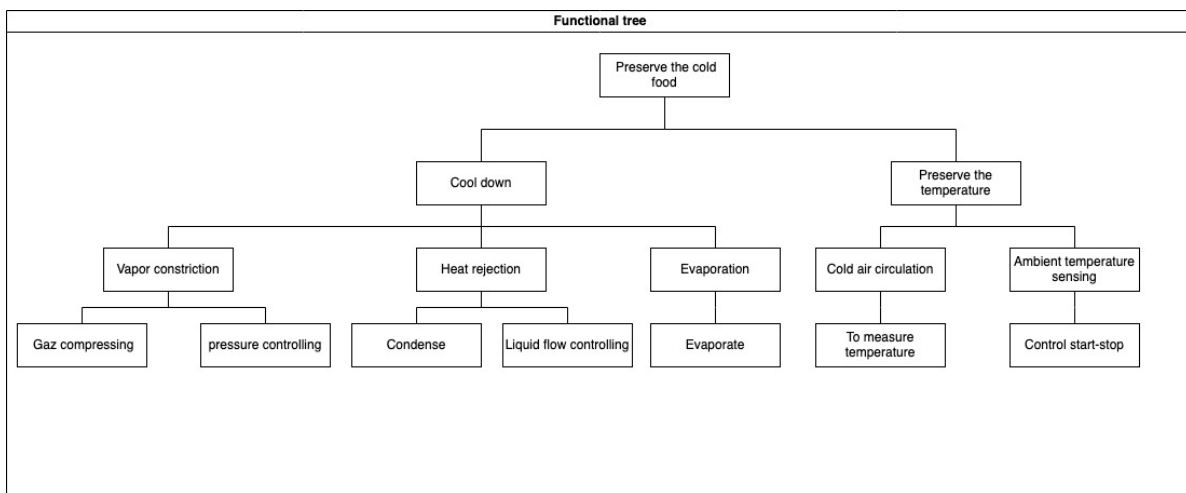 Functional tree
Preserve the cold
food
Cool down
Preserve the
temperature
Vapor constriction
Heat rejection
Evaporation
Cold air circulation
Ambient temperature
sensing
Gaz compressing
pressure controlling
Condense
Liquid flow controlling
Evaporate
To measure
temperature
Control start-stop